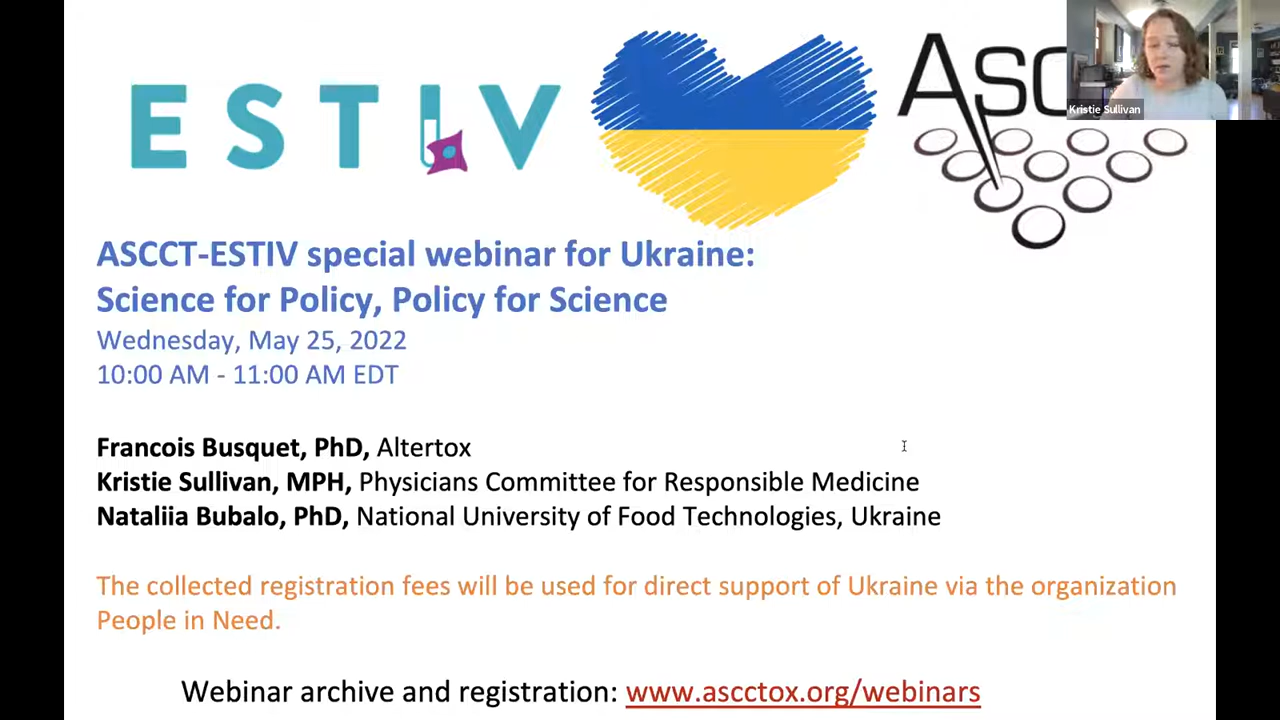 ESTIV
ASC
Kristie Sullivan
ASCCT-ESTIV special webinar for Ukraine:
Science for Policy, Policy for Science
Wednesday, May 25, 2022
10:00 AM - 11:00 AM EDT
Francois Busquet, PhD, Altertox
Kristie Sullivan, MPH, Physicians Committee for Responsible Medicine
Nataliia Bubalo, PhD, National University of Food Technologies, Ukraine
The collected registration fees will be used for direct support of Ukraine via the organization
People in Need.
Webinar archive and registration: www.ascctox.org/webinars